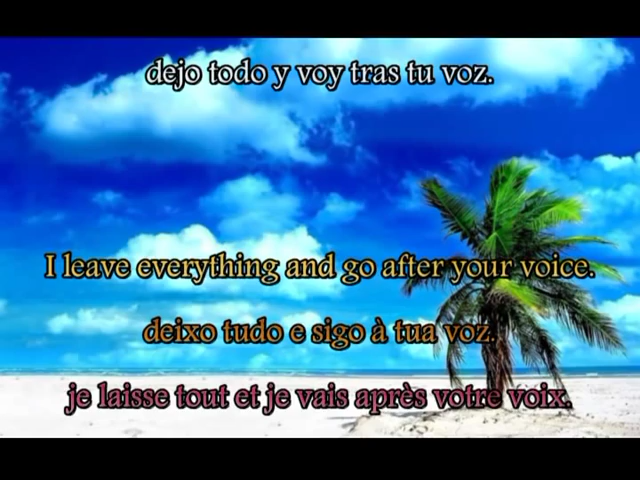 dejo todo y voy tras tu voz.
I leave everything and go after your voice.
deixo tudo e sigo à tua voz.
je laisse tout et je vais après votre voix.